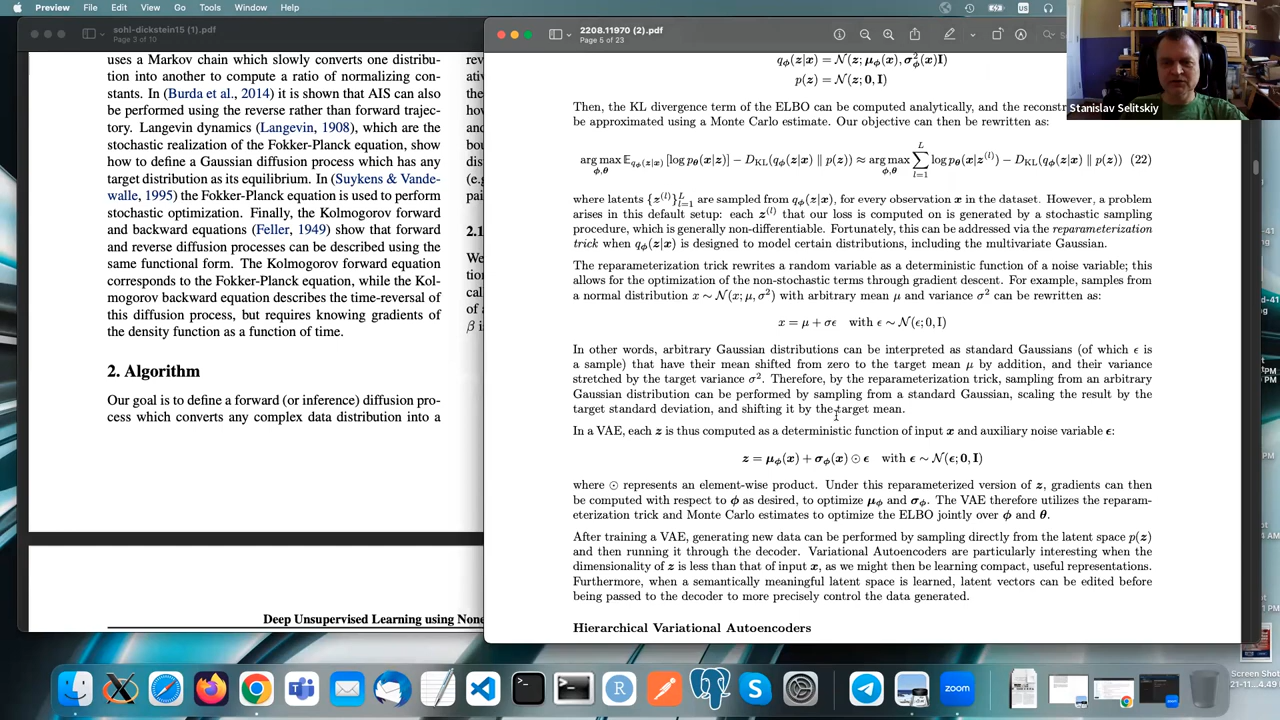 Preview File Edit View Go Tools Window Help
sohl-dickstein15 (1).pdf
Page 3 of 10
uses a Markov chain which slowly converts one distribu-
tion into another to compute a ratio of normalizing con-
stants. In (Burda et al., 2014) it is shown that AIS can also
be performed using the reverse rather than forward trajec-
tory. Langevin dynamics (Langevin, 1908), which are the
stochastic realization of the Fokker-Planck equation, show
how to define a Gaussian diffusion process which has any
target distribution as its equilibrium. In (Suykens & Vande-
walle, 1995) the Fokker-Planck equation is used to perform
stochastic optimization. Finally, the Kolmogorov forward
and backward equations (Feller, 1949) show that forward
and reverse diffusion processes can be described using the
same functional form. The Kolmogorov forward equation
corresponds to the Fokker-Planck equation, while the Kol-
mogorov backward equation describes the time-reversal of
this diffusion process, but requires knowing gradients of
the density function as a function of time.
2. Algorithm
Our goal is to define a forward (or inference) diffusion pro-
cess which converts any complex data distribution into a
2.1
Deep Unsupervised Learning using None
2208.11970 (2).pdf
Page 5 of 23
qϕ(z|x) = N(z; μϕ(x), σ²ϕ(x)I)
p(z) = N(z; 0, I)
Then, the KL divergence term of the ELBO can be computed analytically, and the reconst
be approximated using a Monte Carlo estimate. Our objective can then be rewritten as:
arg max ϕ,θ E qϕ(z|x) [log pθ(x|z)] − DKL(qϕ(z|x) ∥ p(z)) ≈ arg max ϕ,θ ∑ L l=1 log pθ(x|z(l)) − DKL(qϕ(z|x) ∥ p(z)) (22)
where latents {z(l)} L l=1 are sampled from qϕ(z|x), for every observation x in the dataset. However, a problem
arises in this default setup: each z(l) that our loss is computed on is generated by a stochastic sampling
procedure, which is generally non-differentiable. Fortunately, this can be addressed via the reparameterization
trick when qϕ(z|x) is designed to model certain distributions, including the multivariate Gaussian.
The reparameterization trick rewrites a random variable as a deterministic function of a noise variable; this
allows for the optimization of the non-stochastic terms through gradient descent. For example, samples from
a normal distribution x ∼ N(x; μ, σ²) with arbitrary mean μ and variance σ² can be rewritten as:
x = μ + σϵ with ϵ ∼ N(ϵ; 0, I)
In other words, arbitrary Gaussian distributions can be interpreted as standard Gaussians (of which ϵ is
a sample) that have their mean shifted from zero to the target mean μ by addition, and their variance
stretched by the target variance σ². Therefore, by the reparameterization trick, sampling from an arbitrary
Gaussian distribution can be performed by sampling from a standard Gaussian, scaling the result by the
target standard deviation, and shifting it by the target mean.
In a VAE, each z is thus computed as a deterministic function of input x and auxiliary noise variable ϵ:
z = μϕ(x) + σϕ(x) ⊙ ϵ with ϵ ∼ N(ϵ; 0, I)
where ⊙ represents an element-wise product. Under this reparameterized version of z, gradients can then
be computed with respect to ϕ as desired, to optimize μϕ and σϕ. The VAE therefore utilizes the reparam-
eterization trick and Monte Carlo estimates to optimize the ELBO jointly over ϕ and θ.
After training a VAE, generating new data can be performed by sampling directly from the latent space p(z)
and then running it through the decoder. Variational Autoencoders are particularly interesting when the
dimensionality of z is less than that of input x, as we might then be learning compact, useful representations.
Furthermore, when a semantically meaningful latent space is learned, latent vectors can be edited before
being passed to the decoder to more precisely control the data generated.
Hierarchical Variational Autoencoders
Stanislav Selitskiy
zoom
Screen Shot